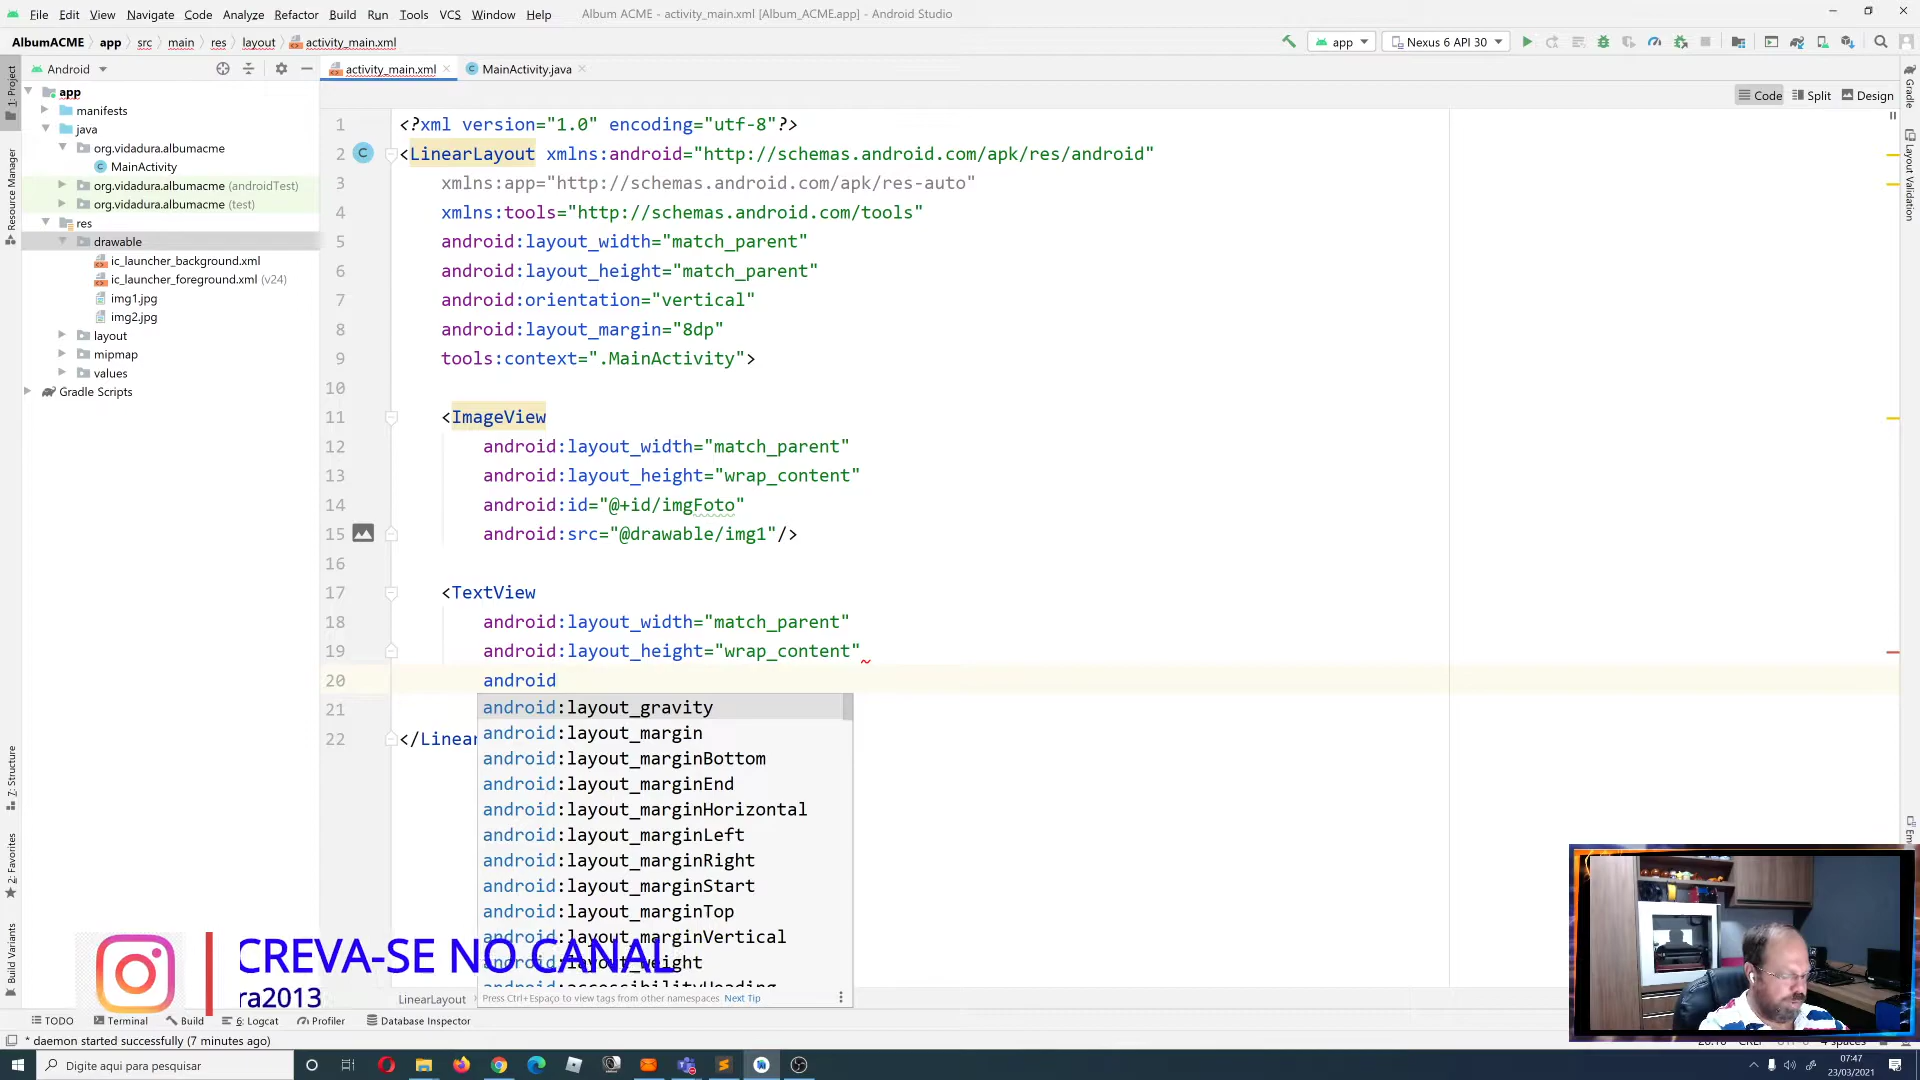 File Edit View Navigate Code Analyze Refactor Build Run Tools VCS Window Help Album ACME - activity_main.xml [Album_ACME.app] - Android Studio
AlbumACME app src main res layout activity_main.xml app Nexus 6 API 30
Android activity_main.xml MainActivity.java
Code Split Design
1: Project
Resource Manager
7: Structure
2: Favorites
Build Variants
Gradle
Layout Validation
app
manifests
java
org.vidadura.albumacme
MainActivity
org.vidadura.albumacme (androidTest)
org.vidadura.albumacme (test)
res
drawable
ic_launcher_background.xml
ic_launcher_foreground.xml (v24)
img1.jpg
img2.jpg
layout
mipmap
values
Gradle Scripts
1 <?xml version="1.0" encoding="utf-8"?>
2 <LinearLayout xmlns:android="http://schemas.android.com/apk/res/android"
3 xmlns:app="http://schemas.android.com/apk/res-auto"
4 xmlns:tools="http://schemas.android.com/tools"
5 android:layout_width="match_parent"
6 android:layout_height="match_parent"
7 android:orientation="vertical"
8 android:layout_margin="8dp"
9 tools:context=".MainActivity">
10
11 <ImageView
12 android:layout_width="match_parent"
13 android:layout_height="wrap_content"
14 android:id="@+id/imgFoto"
15 android:src="@drawable/img1"/>
16
17 <TextView
18 android:layout_width="match_parent"
19 android:layout_height="wrap_content"
20 android
21
22 </Linear
android:layout_gravity
android:layout_margin
android:layout_marginBottom
android:layout_marginEnd
android:layout_marginHorizontal
android:layout_marginLeft
android:layout_marginRight
android:layout_marginStart
android:layout_marginTop
android:layout_marginVertical
android:layout_weight
android:accessibilityHeading
Press Ctrl+Espaço to view tags from other namespaces Next Tip
CREVA-SE NO CANAL
ra2013
LinearLayout
TODO Terminal Build 6: Logcat Profiler Database Inspector
* daemon started successfully (7 minutes ago)
Digite aqui para pesquisar
07:47
23/03/2021